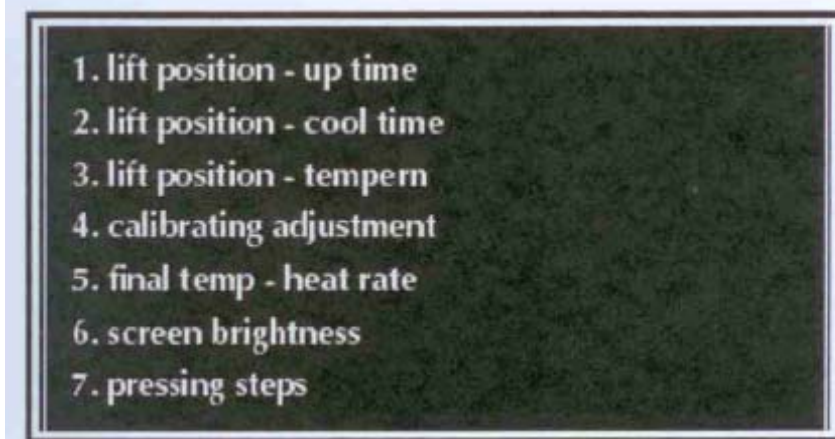 1. lift position - up time
2. lift position - cool time
3. lift position - tempern
4. calibrating adjustment
5. final temp - heat rate
6. screen brightness
7. pressing steps